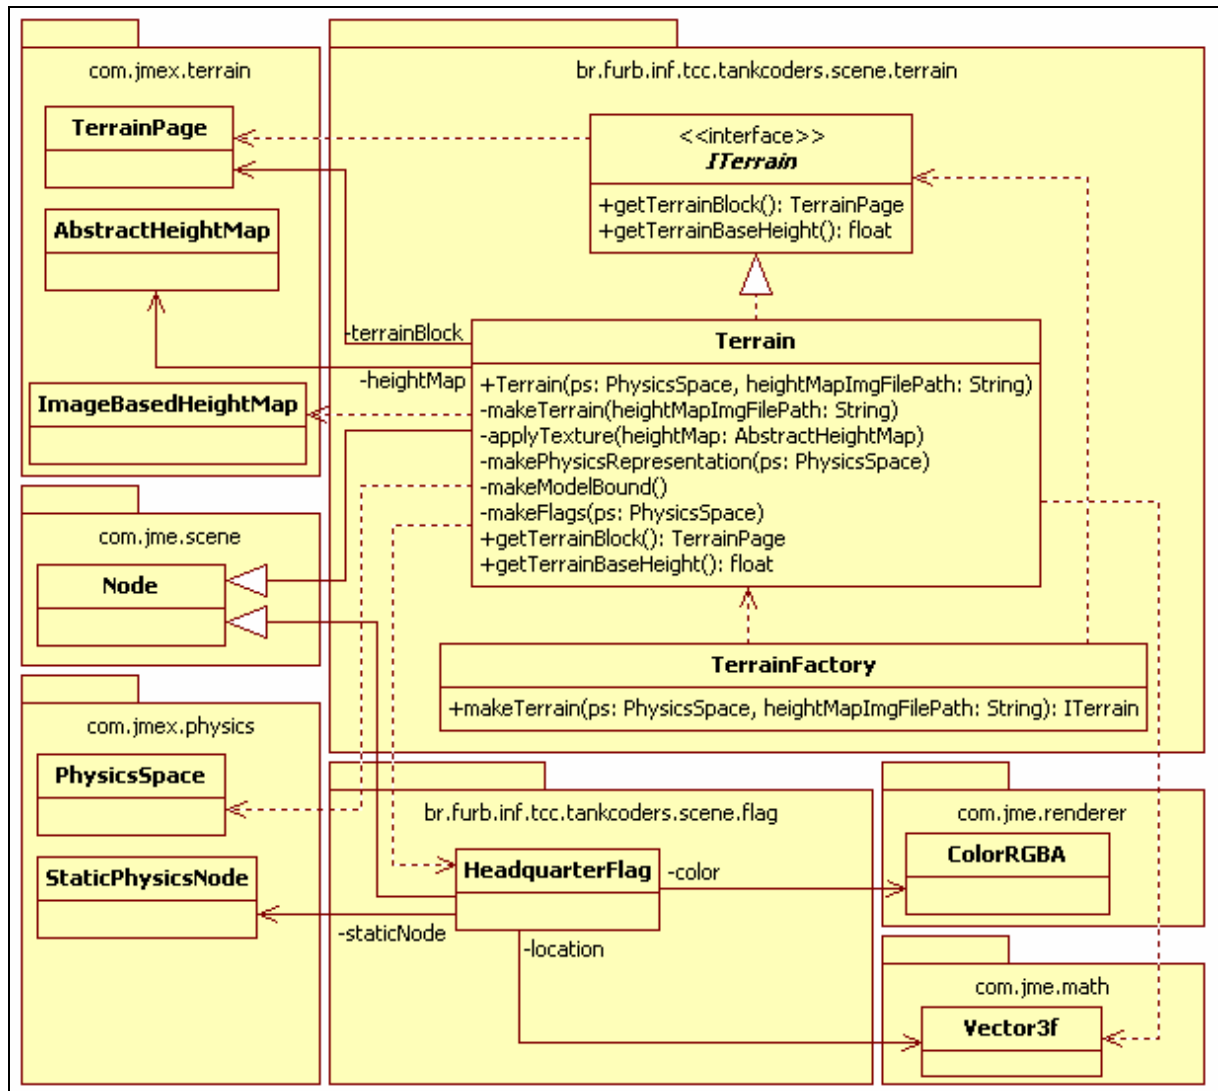 com.jmex.terrain
TerrainPage
AbstractHeightMap
ImageBasedHeightMap
br.furb.inf.tcc.tankcoders.scene.terrain
<<interface>>
ITerrain
+getTerrainBlock(): TerrainPage
+getTerrainBaseHeight(): float
-terrainBlock
-heightMap
Terrain
+Terrain(ps: PhysicsSpace, heightMapImgFilePath: String)
-makeTerrain(heightMapImgFilePath: String)
-applyTexture(heightMap: AbstractHeightMap)
-makePhysicsRepresentation(ps: PhysicsSpace)
-makeModelBound()
-makeFlags(ps: PhysicsSpace)
+getTerrainBlock(): TerrainPage
+getTerrainBaseHeight(): float
TerrainFactory
+makeTerrain(ps: PhysicsSpace, heightMapImgFilePath: String): ITerrain
com.jme.scene
Node
com.jmex.physics
PhysicsSpace
StaticPhysicsNode
br.furb.inf.tcc.tankcoders.scene.flag
HeadquarterFlag
-color
-staticNode
-location
com.jme.renderer
ColorRGBA
com.jme.math
Vector3f